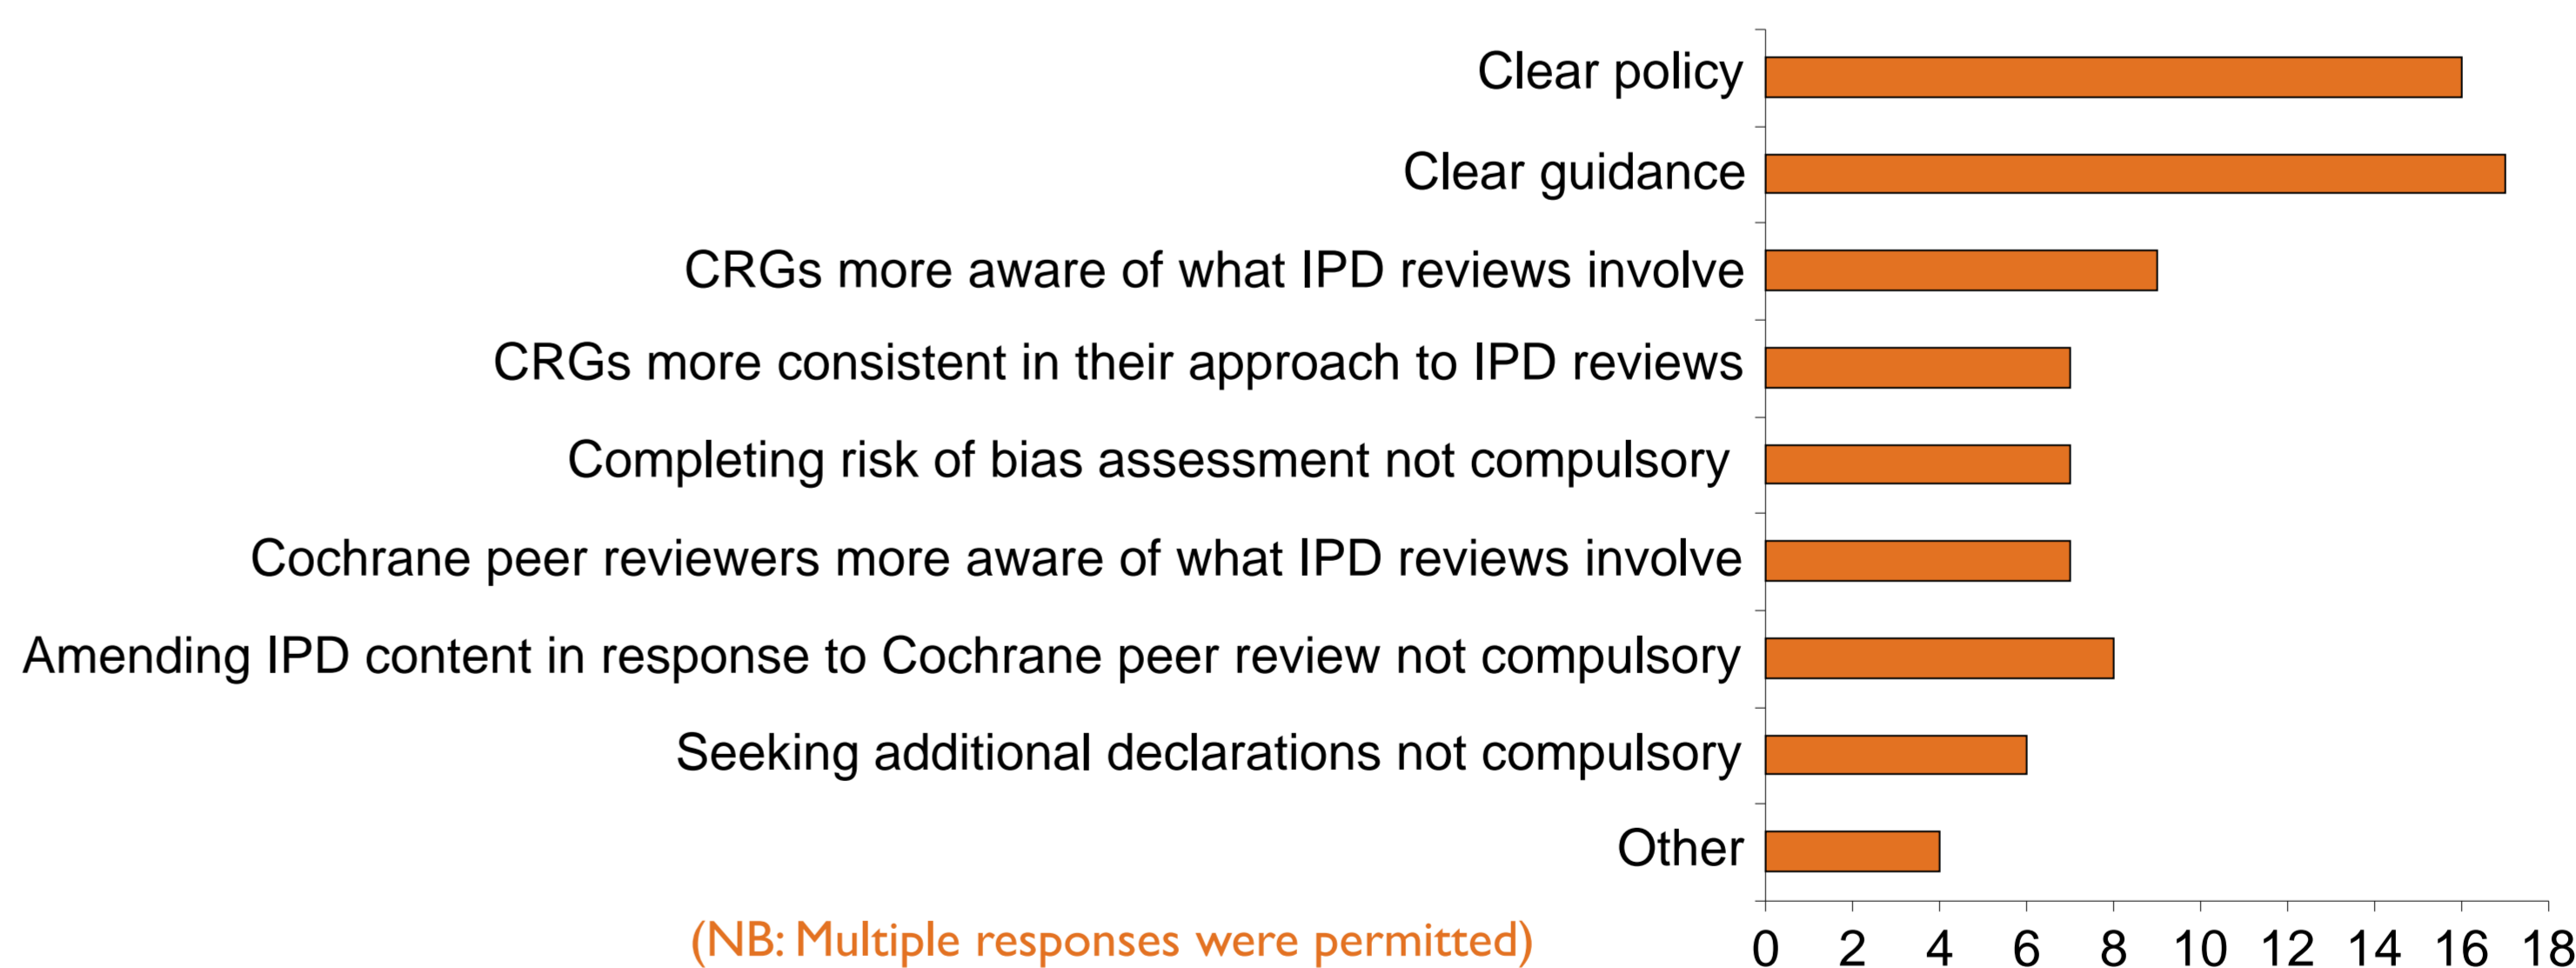 Clear policy
Clear guidance
CRGs more aware of what IPD reviews involve
CRGs more consistent in their approach to IPD reviews
Completing risk of bias assessment not compulsory
Cochrane peer reviewers more aware of what IPD reviews involve
Amending IPD content in response to Cochrane peer review not compulsory
Seeking additional declarations not compulsory
Other
(NB: Multiple responses were permitted)
0 2 4 6 8 10 12 14 16 18